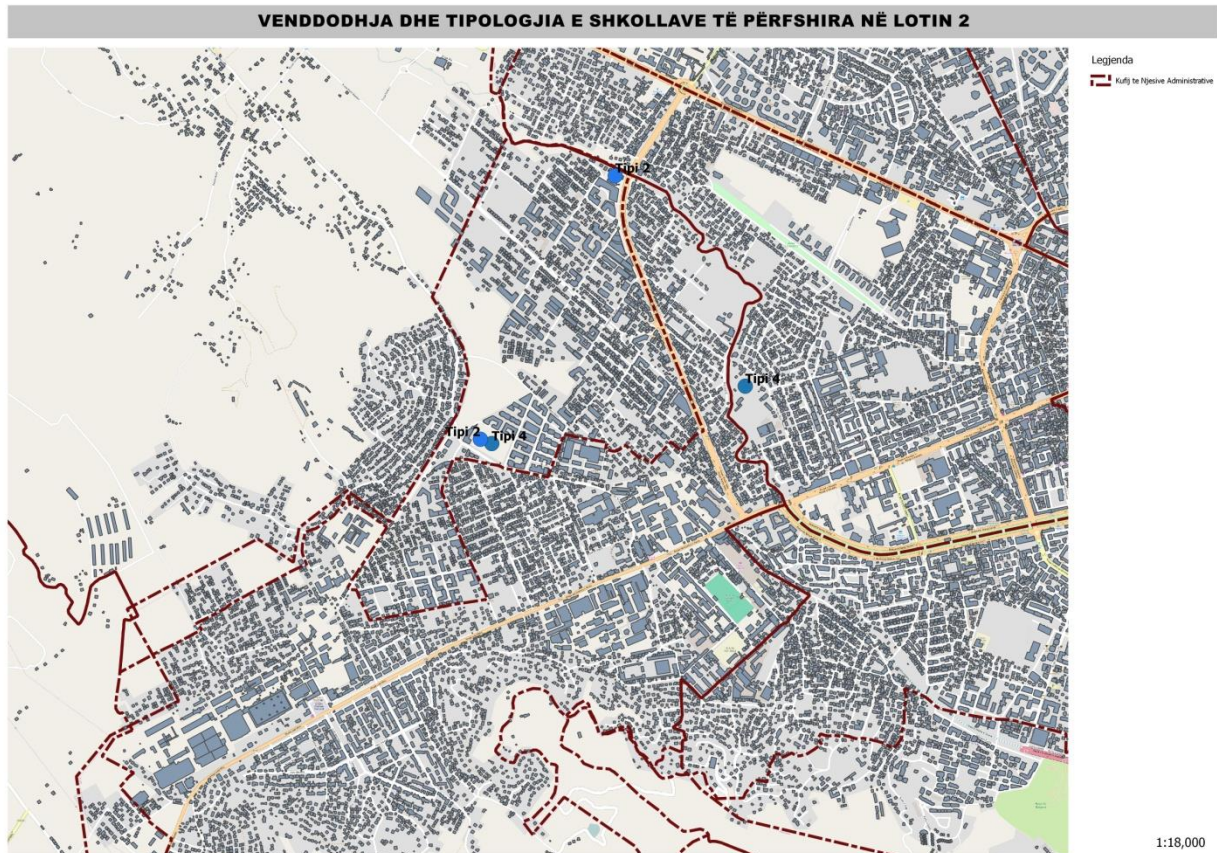 VENDDODHJA DHE TIPOLOGJIA E SHKOLLAVE TË PËRFSHIRA NË LOTIN 2
Legjenda
Kufij te Njesive Administrative
Tipi 2
Tipi 4
Tipi 2
Tipi 4
1:18,000